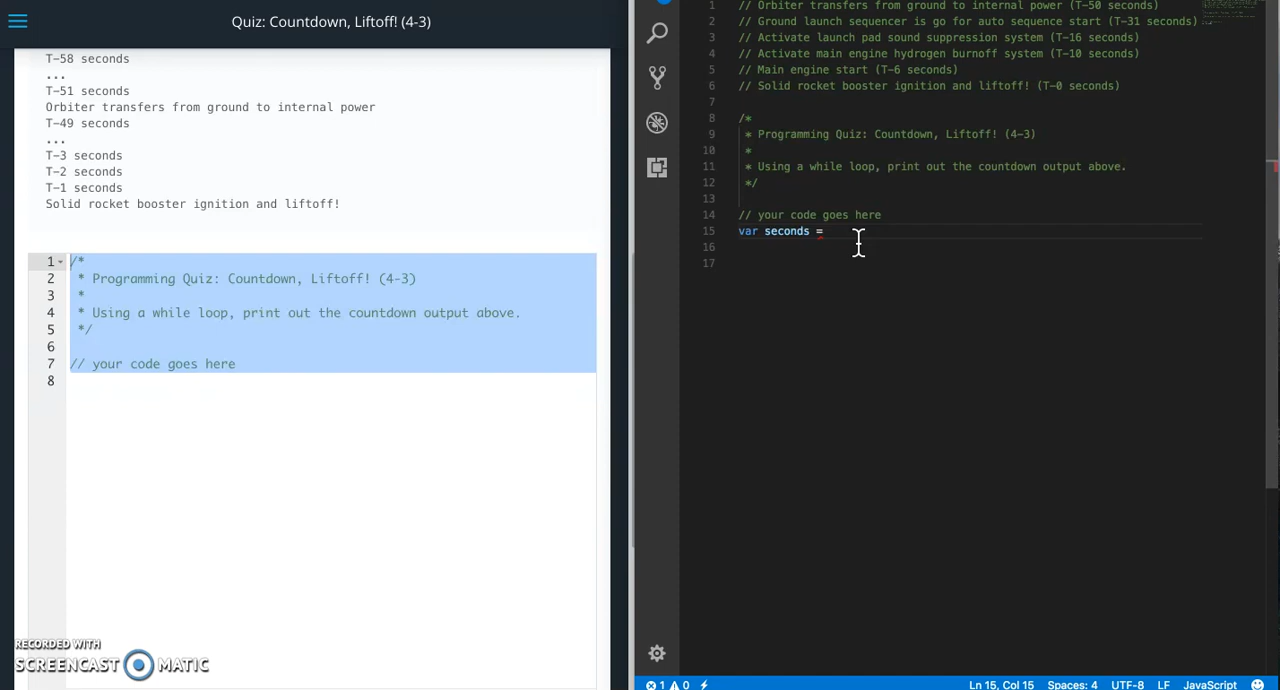 Quiz: Countdown, Liftoff! (4-3)
T-58 seconds
...
T-51 seconds
Orbiter transfers from ground to internal power
T-49 seconds
...
T-3 seconds
T-2 seconds
T-1 seconds
Solid rocket booster ignition and liftoff!
1 /*
2 * Programming Quiz: Countdown, Liftoff! (4-3)
3 *
4 * Using a while loop, print out the countdown output above.
5 */
6
7 // your code goes here
8
RECORDED WITH
SCREENCAST MATIC
1 // Orbiter transfers from ground to internal power (T-50 seconds)
2 // Ground launch sequencer is go for auto sequence start (T-31 seconds)
3 // Activate launch pad sound suppression system (T-16 seconds)
4 // Activate main engine hydrogen burnoff system (T-10 seconds)
5 // Main engine start (T-6 seconds)
6 // Solid rocket booster ignition and liftoff! (T-0 seconds)
7
8 /*
9 * Programming Quiz: Countdown, Liftoff! (4-3)
10 *
11 * Using a while loop, print out the countdown output above.
12 */
13
14 // your code goes here
15 var seconds =
16
17
1 0 Ln 15, Col 15 Spaces: 4 UTF-8 LF JavaScript